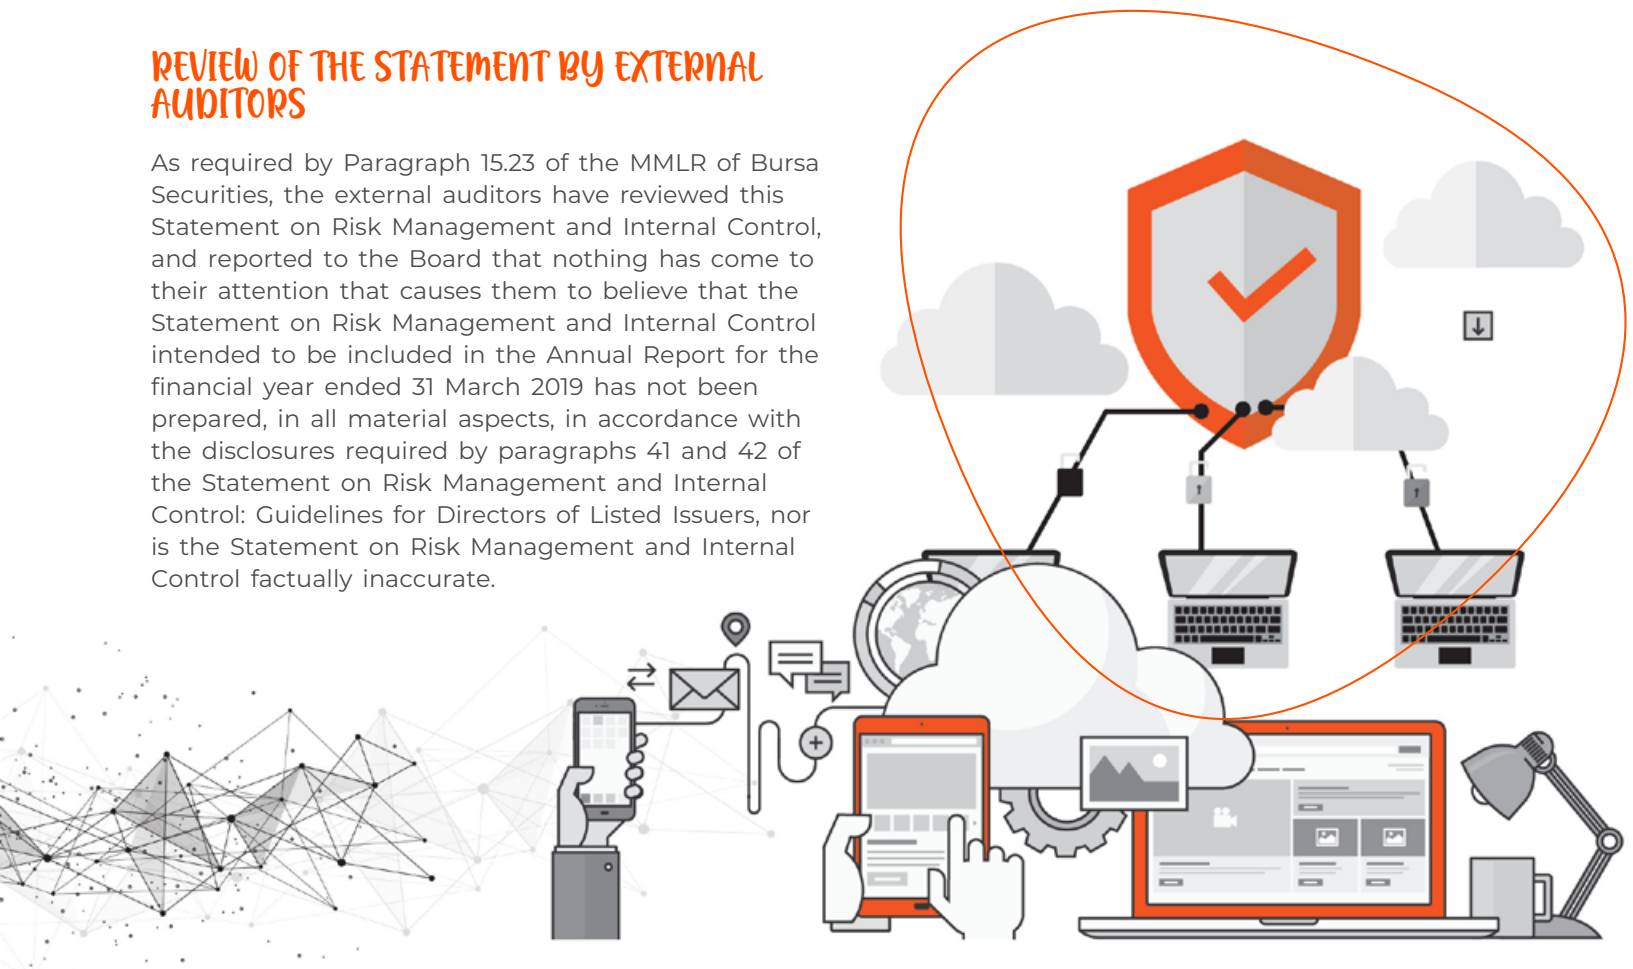 REVIEW OF THE STATEMENT BY EXTERNAL
AUDITORS
As required by Paragraph 15.23 of the MMLR of Bursa
Securities, the external auditors have reviewed this
Statement on Risk Management and Internal Control,
and reported to the Board that nothing has come to
their attention that causes them to believe that the
Statement on Risk Management and Internal Control
intended to be included in the Annual Report for the
financial year ended 31 March 2019 has not been
prepared, in all material aspects, in accordance with
the disclosures required by paragraphs 41 and 42 of
the Statement on Risk Management and Internal
Control: Guidelines for Directors of Listed Issuers, nor
is the Statement on Risk Management and Internal
Control factually inaccurate.